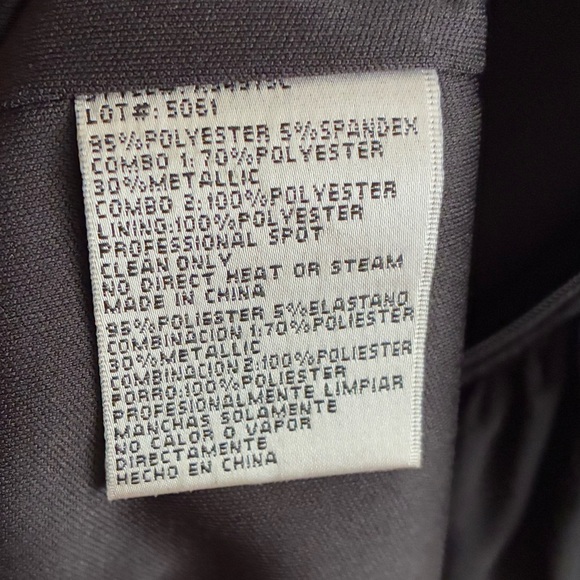 LOT#: 5051
95%POLYESTER 5%SPANDEX
COMBO 1: 70%POLYESTER
30%METALLIC
COMBO 2:100%POLYESTER
LINING:100%POLYESTER
PROFESSIONAL SPOT
CLEAN ONLY
NO DIRECT HEAT OR STEAM
MADE IN CHINA
95%POLIESTER 5%ELASTANO
COMBINACION 1:70%POLIESTER
30%METALLIC
COMBINACION 2:100%POLIESTER
FORRO:100%POLIESTER
PROFESIONALMENTE LIMPIAR
MANCHAS SOLAMENTE
NO CALOR O VAPOR
DIRECTAMENTE
HECHO EN CHINA